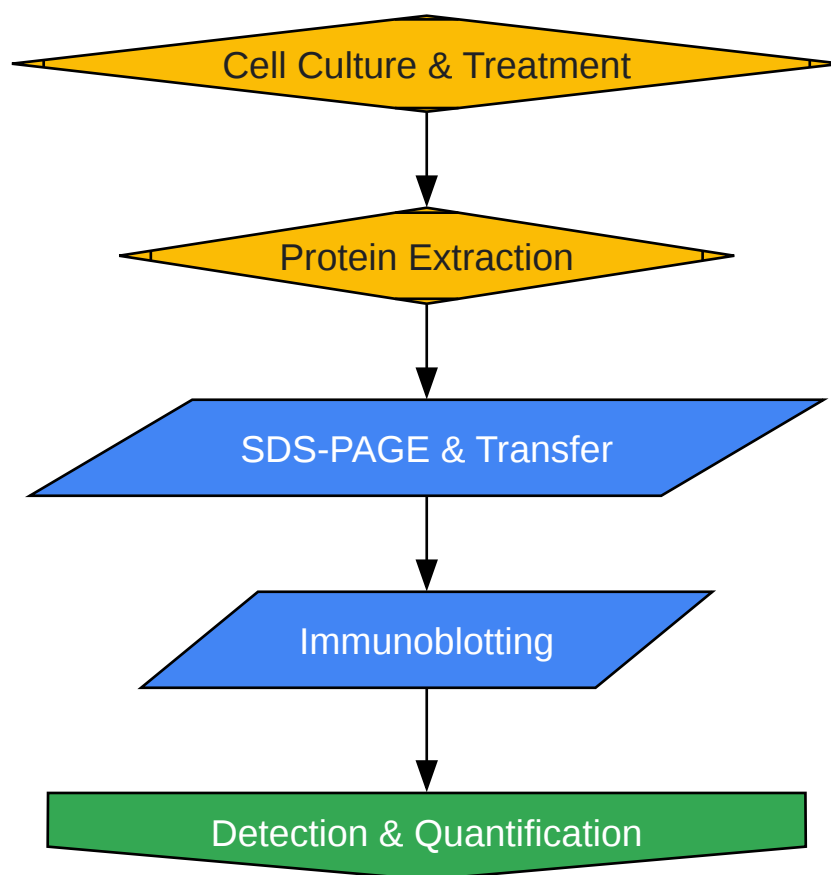 Cell Culture & Treatment
Protein Extraction
SDS-PAGE & Transfer
Immunoblotting
Detection & Quantification